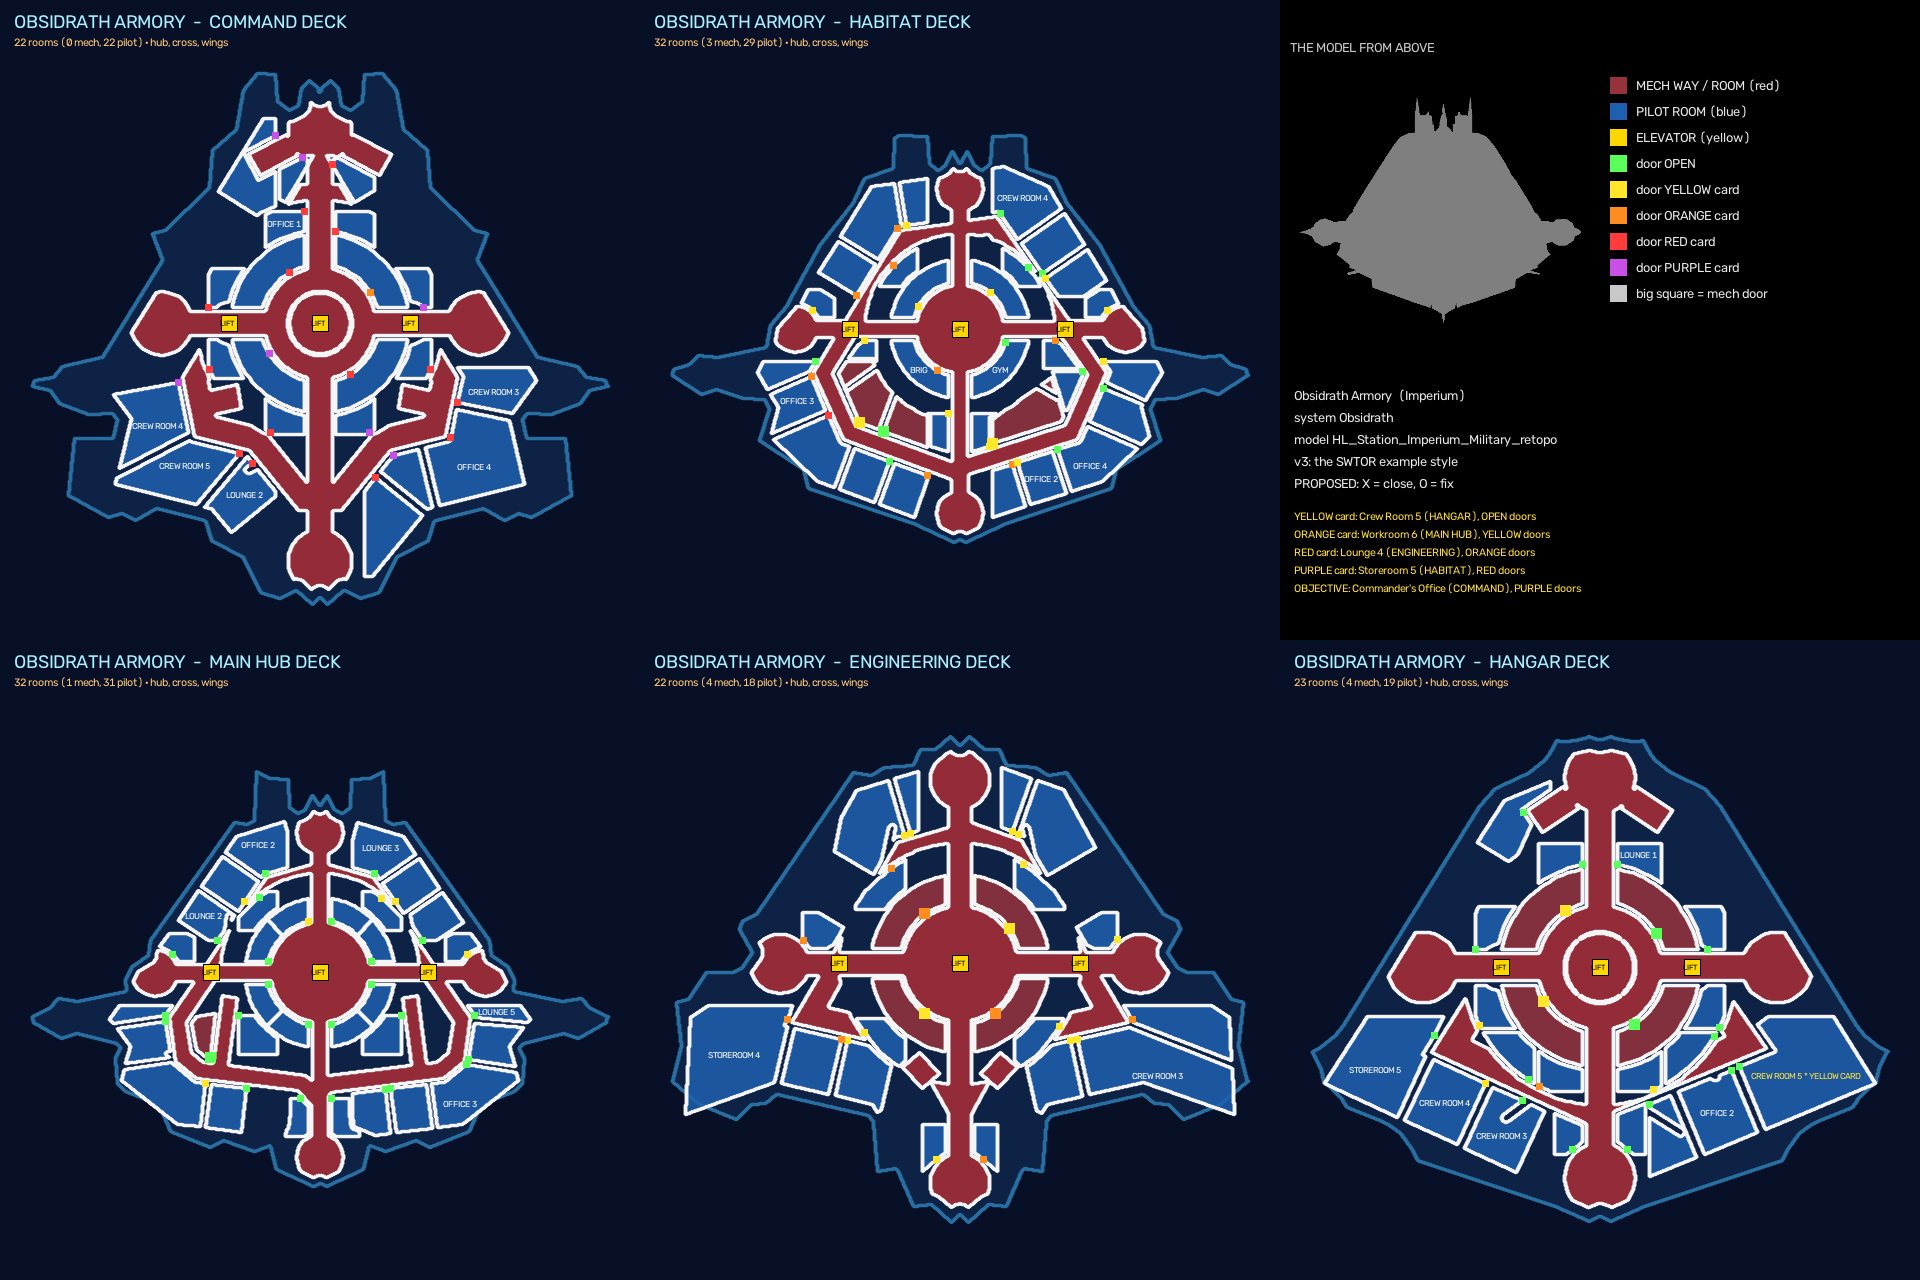 OBSIDRATH ARMORY - COMMAND DECK
22 rooms (0 mech, 22 pilot) • hub, cross, wings
OFFICE 1
LIFT
LIFT
LIFT
CREW ROOM 3
CREW ROOM 4
CREW ROOM 5
OFFICE 4
LOUNGE 2
OBSIDRATH ARMORY - HABITAT DECK
32 rooms (3 mech, 29 pilot) • hub, cross, wings
CREW ROOM 4
LIFT
LIFT
LIFT
BRIG
GYM
OFFICE 3
OFFICE 4
OFFICE 2
THE MODEL FROM ABOVE
MECH WAY / ROOM (red)
PILOT ROOM (blue)
ELEVATOR (yellow)
door OPEN
door YELLOW card
door ORANGE card
door RED card
door PURPLE card
big square = mech door
Obsidrath Armory (Imperium)
system Obsidrath
model HL_Station_Imperium_Military_retopo
v3: the SWTOR example style
PROPOSED: X = close, O = fix
YELLOW card: Crew Room 5 (HANGAR), OPEN doors
ORANGE card: Workroom 6 (MAIN HUB), YELLOW doors
RED card: Lounge 4 (ENGINEERING), ORANGE doors
PURPLE card: Storeroom 5 (HABITAT), RED doors
OBJECTIVE: Commander's Office (COMMAND), PURPLE doors
OBSIDRATH ARMORY - MAIN HUB DECK
32 rooms (1 mech, 31 pilot) • hub, cross, wings
OFFICE 2
LOUNGE 3
LOUNGE 2
LIFT
LIFT
LIFT
LOUNGE 5
OFFICE 3
OBSIDRATH ARMORY - ENGINEERING DECK
22 rooms (4 mech, 18 pilot) • hub, cross, wings
LIFT
LIFT
LIFT
STOREROOM 4
CREW ROOM 3
OBSIDRATH ARMORY - HANGAR DECK
23 rooms (4 mech, 19 pilot) • hub, cross, wings
LOUNGE 1
LIFT
LIFT
LIFT
STOREROOM 5
CREW ROOM 5 * YELLOW CARD
CREW ROOM 4
OFFICE 2
CREW ROOM 3